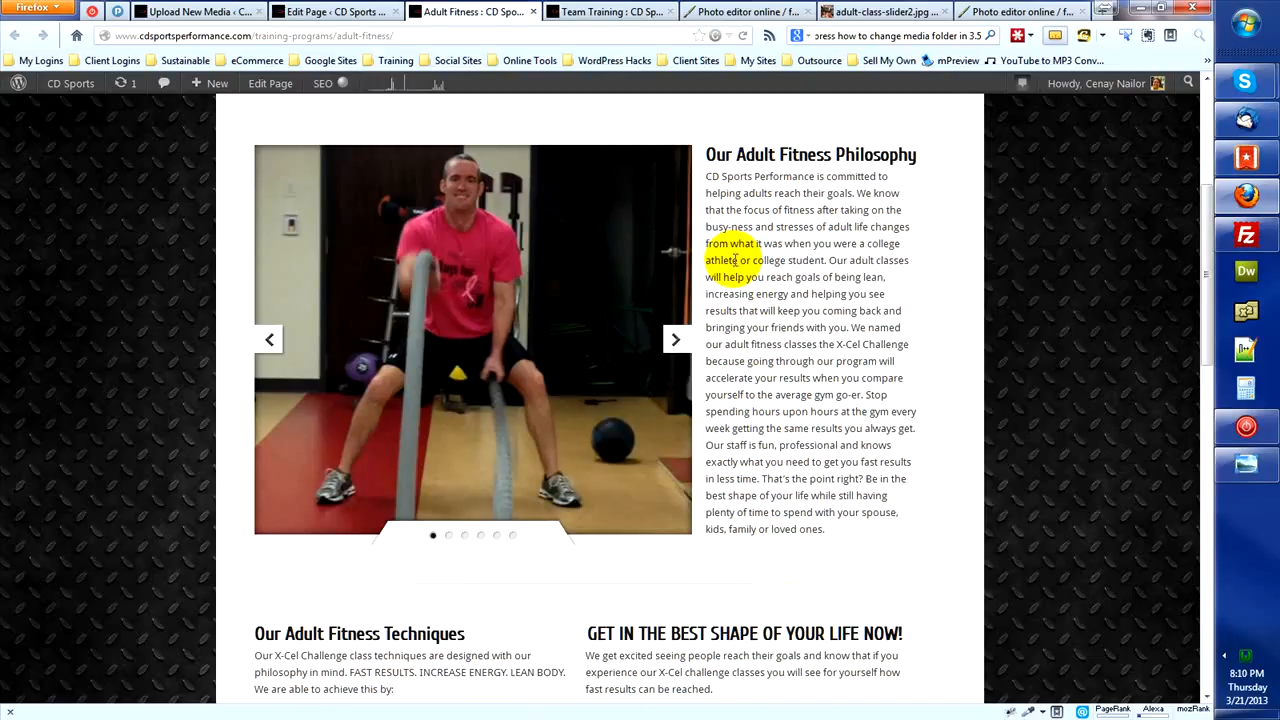 Firefox
Upload New Media ‹ C...
Edit Page ‹ CD Sports ...
Adult Fitness : CD Spo...
Team Training : CD Sp...
Photo editor online / f...
adult-class-slider2.jpg ...
Photo editor online / f...
www.cdsportsperformance.com/training-programs/adult-fitness/
press how to change media folder in 3.5
My Logins
Client Logins
Sustainable
eCommerce
Google Sites
Training
Social Sites
Online Tools
WordPress Hacks
Client Sites
My Sites
Outsource
Sell My Own
mPreview
YouTube to MP3 Conv...
CD Sports
1
New
Edit Page
SEO
Howdy, Cenay Nailor
Our Adult Fitness Philosophy
CD Sports Performance is committed to
helping adults reach their goals. We know
that the focus of fitness after taking on the
busy-ness and stresses of adult life changes
from what it was when you were a college
athlete or college student. Our adult classes
will help you reach goals of being lean,
increasing energy and helping you see
results that will keep you coming back and
bringing your friends with you. We named
our adult fitness classes the X-Cel Challenge
because going through our program will
accelerate your results when you compare
yourself to the average gym go-er. Stop
spending hours upon hours at the gym every
week getting the same results you always get.
Our staff is fun, professional and knows
exactly what you need to get you fast results
in less time. That's the point right? Be in the
best shape of your life while still having
plenty of time to spend with your spouse,
kids, family or loved ones.
Our Adult Fitness Techniques
Our X-Cel Challenge class techniques are designed with our
philosophy in mind. FAST RESULTS. INCREASE ENERGY. LEAN BODY.
We are able to achieve this by:
GET IN THE BEST SHAPE OF YOUR LIFE NOW!
We get excited seeing people reach their goals and know that if you
experience our X-Cel challenge classes you will see for yourself how
fast results can be reached.
8:10 PM
Thursday
3/21/2013
PageRank
Alexa
mozRank